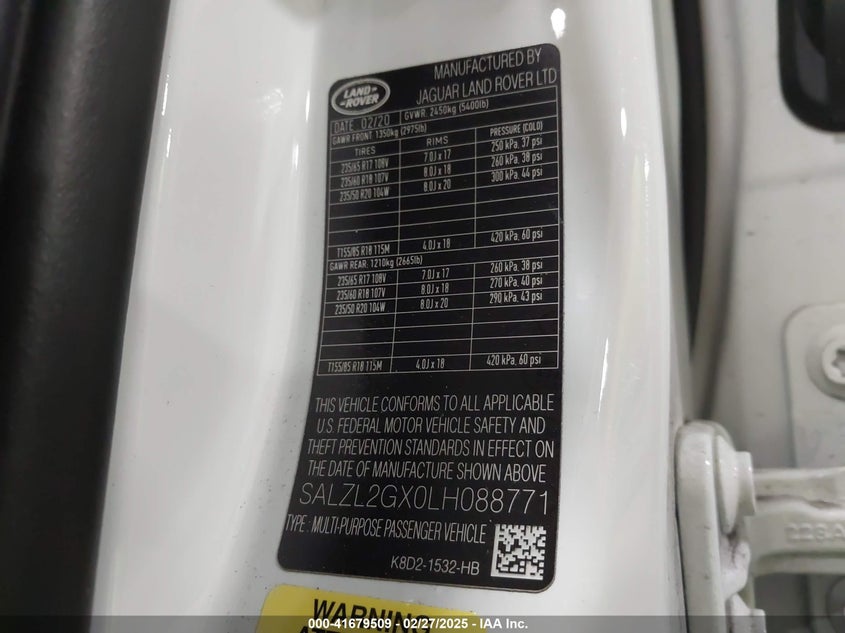 MANUFACTURED BY
JAGUAR LAND ROVER LTD
LAND-
-ROVER
DATE 02/20 GVWR. 2450kg (5400lb)
GAWR FRONT: 1350kg (2975lb)
TIRES RIMS PRESSURE (COLD)
235/65 R17 108V 7.0J x 17 250 kPa, 37 psi
235/60 R18 107V 8.0J x 18 260 kPa, 38 psi
235/50 R20 104W 8.0J x 20 300 kPa, 44 psi
T155/85 R18 115M 4.0J x 18 420 kPa, 60 psi
GAWR REAR: 1210kg (2665lb)
235/65 R17 108V 7.0J x 17 260 kPa, 38 psi
235/60 R18 107V 8.0J x 18 270 kPa, 40 psi
235/50 R20 104W 8.0J x 20 290 kPa, 43 psi
T155/85 R18 115M 4.0J x 18 420 kPa, 60 psi
THIS VEHICLE CONFORMS TO ALL APPLICABLE
U.S. FEDERAL MOTOR VEHICLE SAFETY AND
THEFT PREVENTION STANDARDS IN EFFECT ON
THE DATE OF MANUFACTURE SHOWN ABOVE
SALZL2GX0LH088771
TYPE: MULTI-PURPOSE PASSENGER VEHICLE
K8D2-1532-HB
WARNING
000-41679509 - 02/27/2025 - IAA Inc.